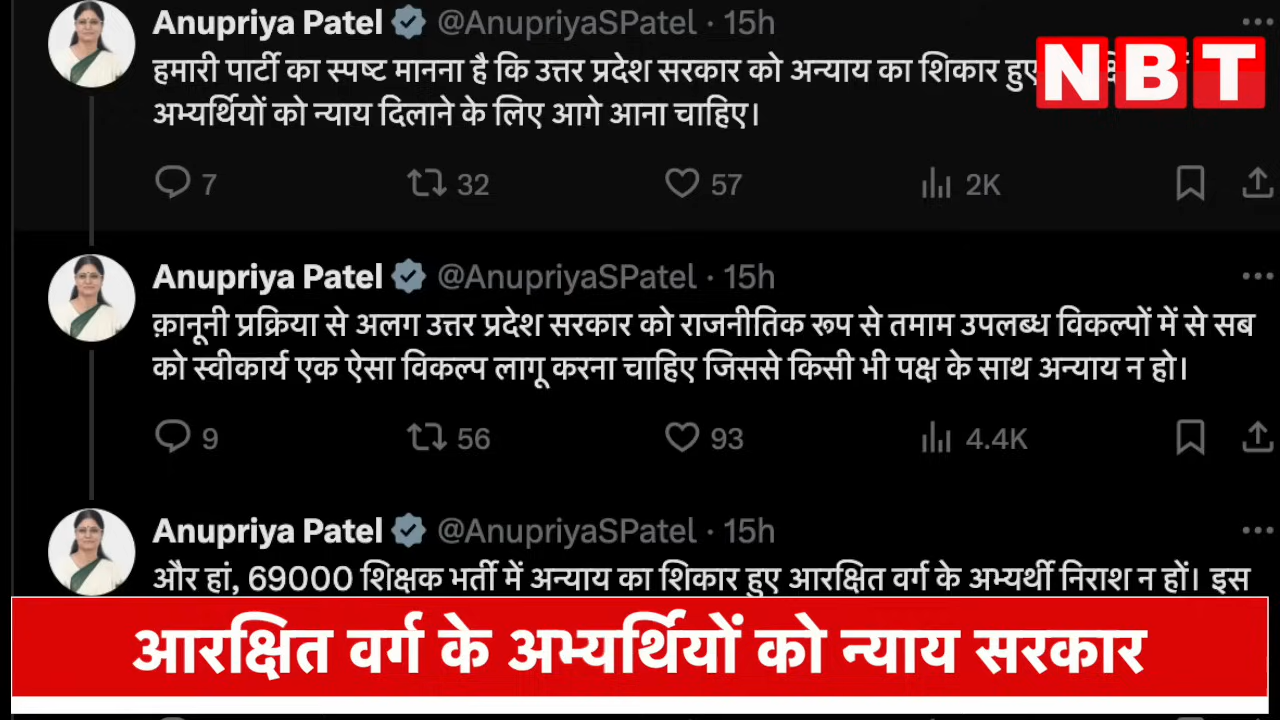 Anupriya Patel @AnupriyaSPatel · 15h
NBT
हमारी पार्टी का स्पष्ट मानना है कि उत्तर प्रदेश सरकार को अन्याय का शिकार हुए
अभ्यर्थियों को न्याय दिलाने के लिए आगे आना चाहिए।
7 32 57 2K
Anupriya Patel @AnupriyaSPatel · 15h
क़ानूनी प्रक्रिया से अलग उत्तर प्रदेश सरकार को राजनीतिक रूप से तमाम उपलब्ध विकल्पों में से सब
को स्वीकार्य एक ऐसा विकल्प लागू करना चाहिए जिससे किसी भी पक्ष के साथ अन्याय न हो।
9 56 93 4.4K
Anupriya Patel @AnupriyaSPatel · 15h
और हां, 69000 शिक्षक भर्ती में अन्याय का शिकार हुए आरक्षित वर्ग के अभ्यर्थी निराश न हों। इस
आरक्षित वर्ग के अभ्यर्थियों को न्याय सरकार